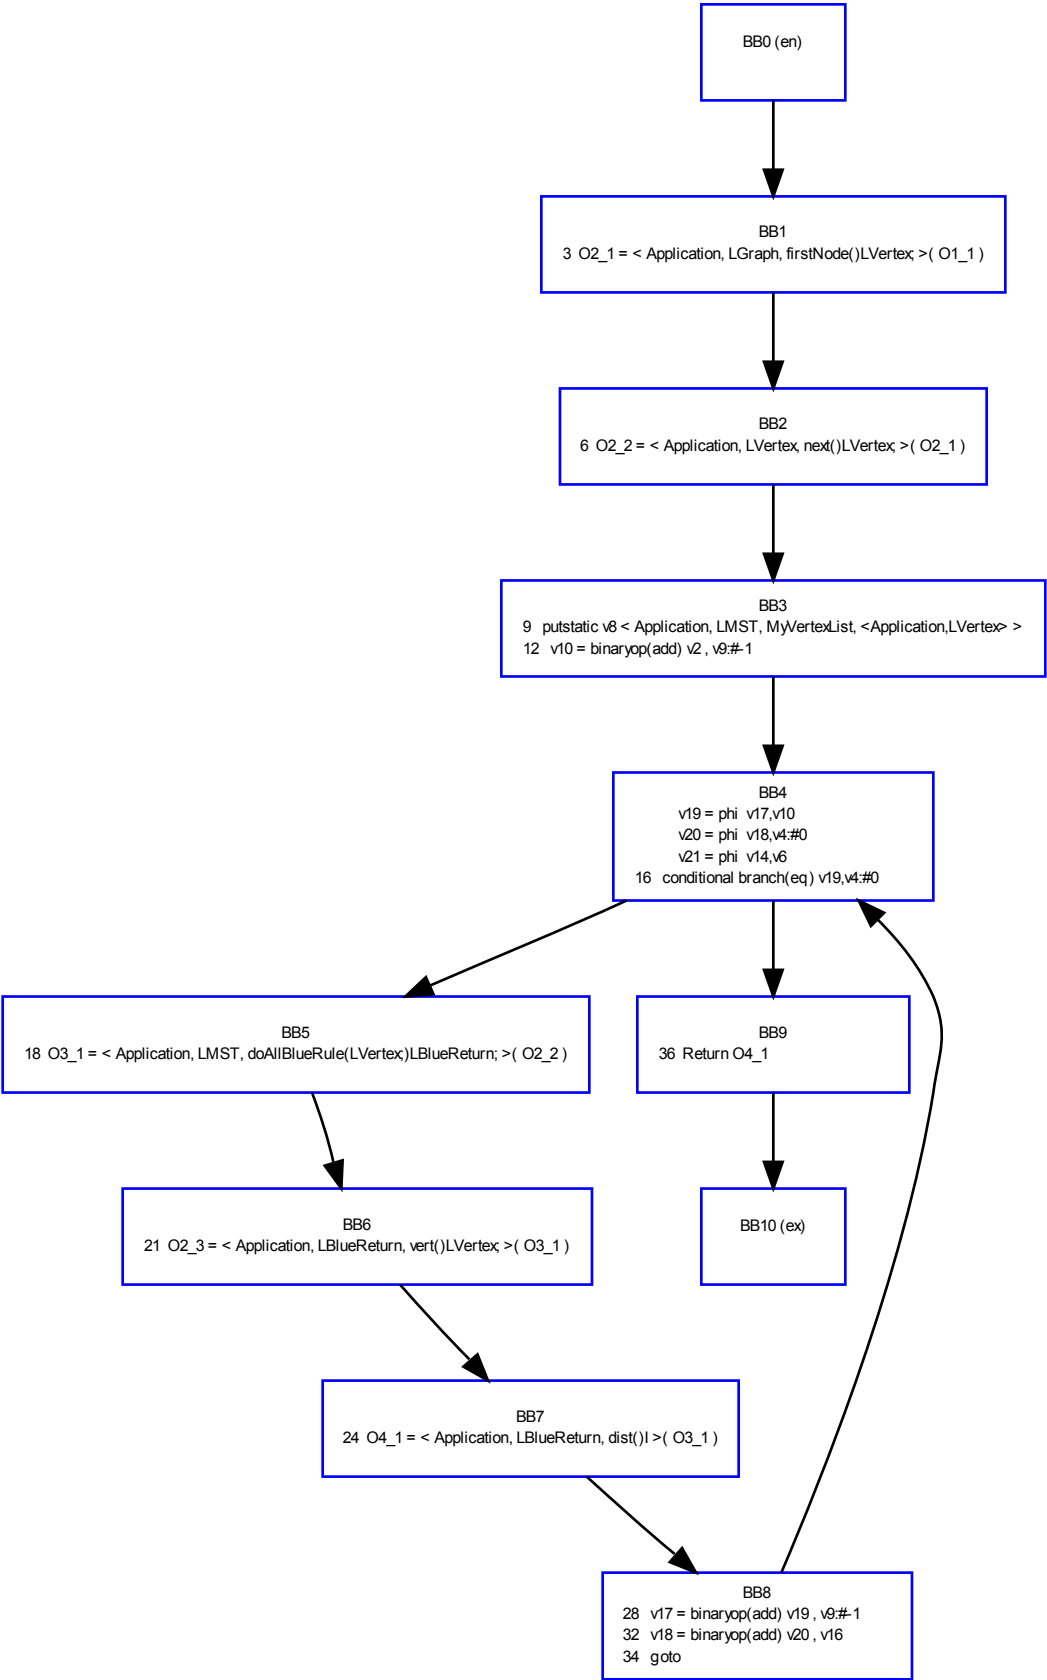 BB0 (en)
BB1
3 O2_1 = < Application, LGraph, firstNode()LVertex; >( O1_1 )
BB2
6 O2_2 = < Application, LVertex, next()LVertex; >( O2_1 )
BB3
9 putstatic v8 < Application, LMST, MyVertexList, <Application,LVertex> >
12 v10 = binaryop(add) v2 , v9:#-1
BB4
v19 = phi v17,v10
v20 = phi v18,v4:#0
v21 = phi v14,v6
16 conditional branch(eq) v19,v4:#0
BB5
18 O3_1 = < Application, LMST, doAllBlueRule(LVertex;)LBlueReturn; >( O2_2 )
BB9
36 Return O4_1
BB6
21 O2_3 = < Application, LBlueReturn, vert()LVertex; >( O3_1 )
BB10 (ex)
BB7
24 O4_1 = < Application, LBlueReturn, dist()I >( O3_1 )
BB8
28 v17 = binaryop(add) v19 , v9:#-1
32 v18 = binaryop(add) v20 , v16
34 goto